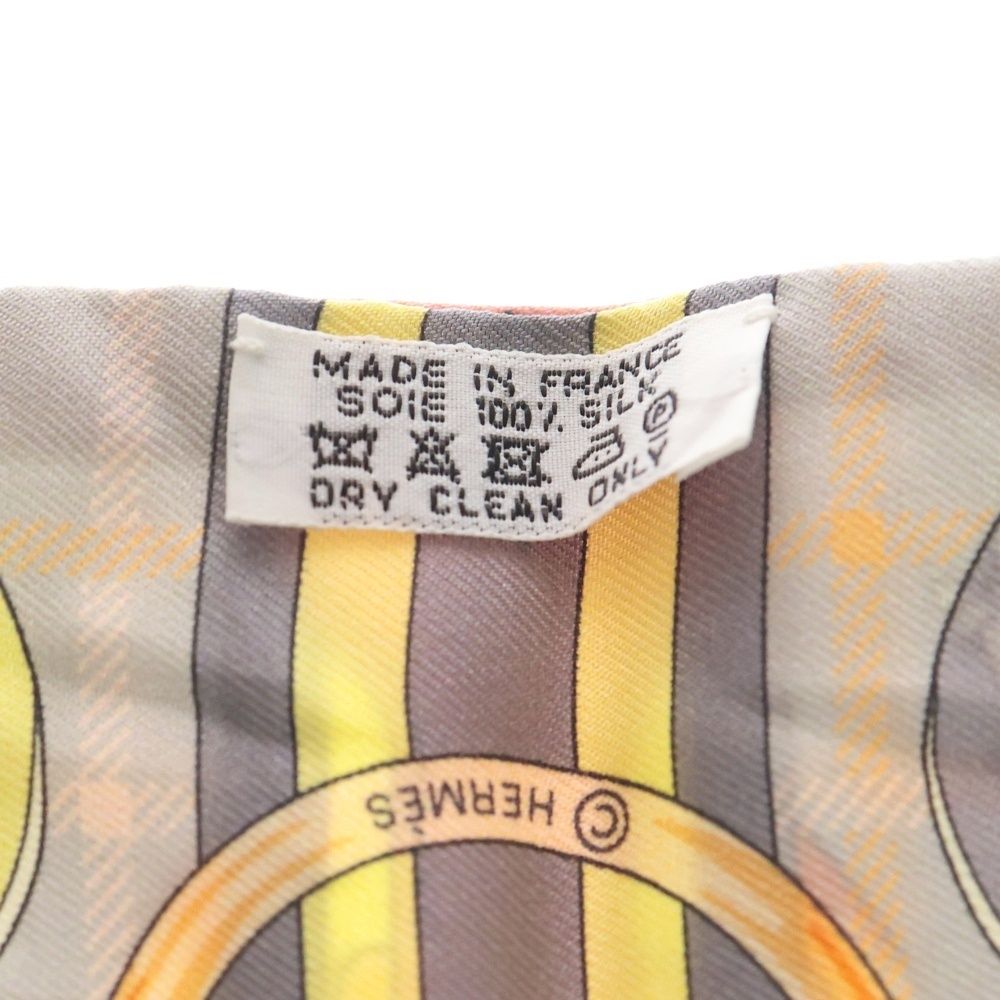 MADE IN FRANCE
SOIE 100% SILK
P
DRY CLEAN ONLY
© HERMÈS